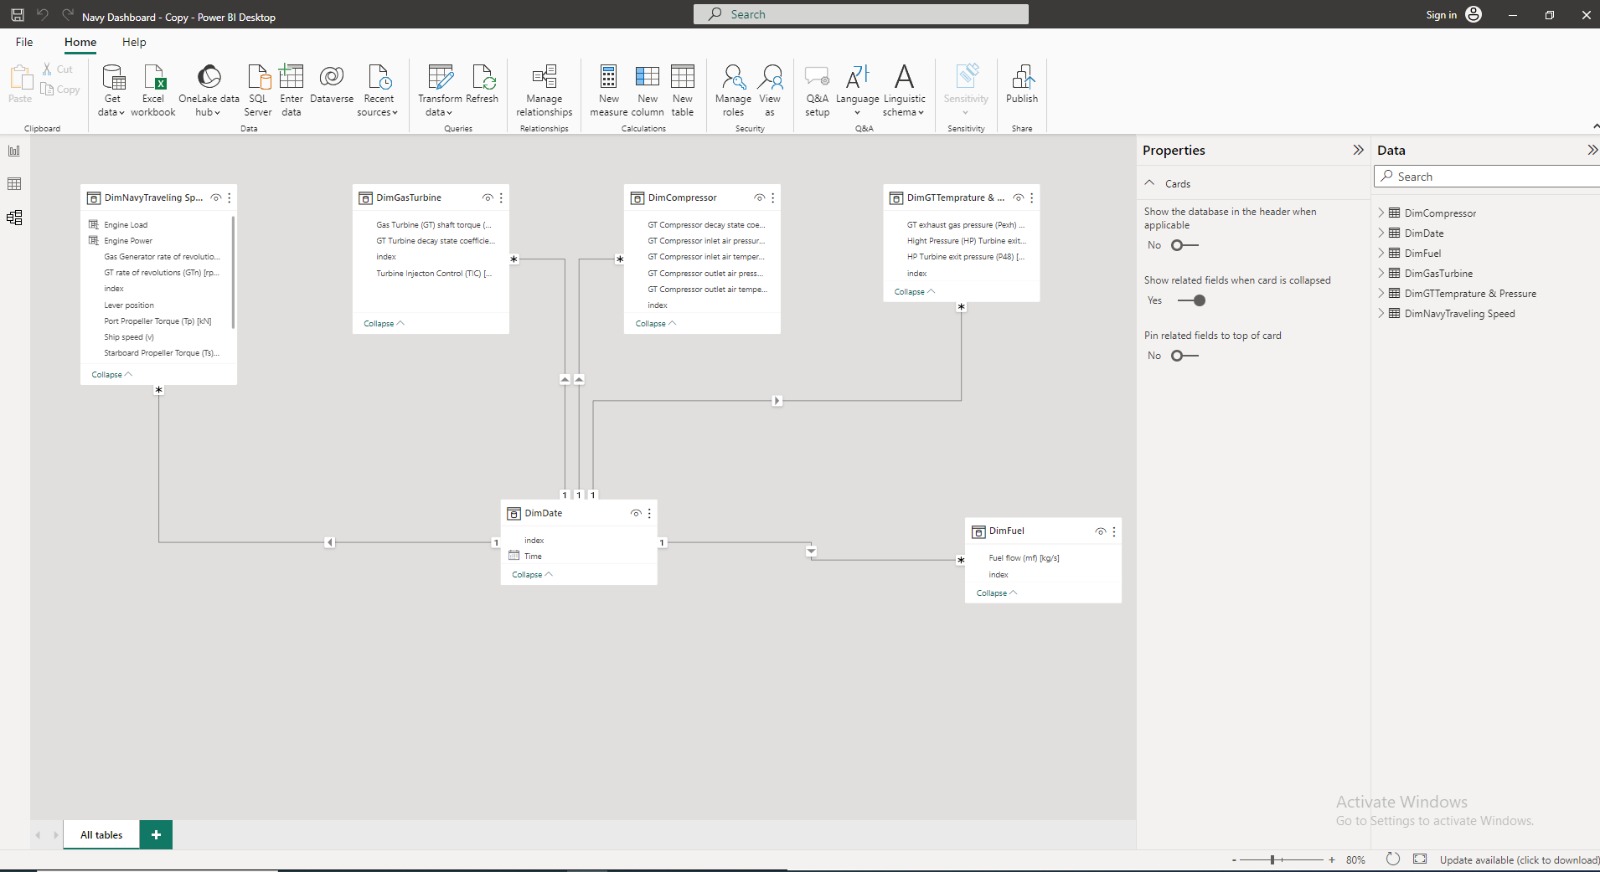 Navy Dashboard - Copy - Power BI Desktop
Search
Sign in
File
Home
Help
Paste
Cut
Copy
Clipboard
Get data
Excel workbook
OneLake data hub
SQL Server
Enter data
Dataverse
Recent sources
Data
Transform data
Refresh
Queries
Manage relationships
Relationships
New measure
New column
New table
Calculations
Manage roles
View as
Security
Q&A setup
Language
Linguistic schema
Q&A
Sensitivity
Sensitivity
Publish
Share
DimNavyTraveling Sp...
Engine Load
Engine Power
Gas Generator rate of revolutio...
GT rate of revolutions (GTn) [rp...
index
Lever position
Port Propeller Torque (Tp) [kN]
Ship speed (v)
Starboard Propeller Torque (Ts)...
Collapse
*
DimGasTurbine
Gas Turbine (GT) shaft torque (...
GT Turbine decay state coefficie...
index
Turbine Injecton Control (TIC) [...
Collapse
*
DimCompressor
GT Compressor decay state coe...
GT Compressor inlet air pressur...
GT Compressor inlet air temper...
GT Compressor outlet air press...
GT Compressor outlet air tempe...
index
Collapse
*
DimGTTemprature & ...
GT exhaust gas pressure (Pexh) ...
Hight Pressure (HP) Turbine exit...
HP Turbine exit pressure (P48) [...
index
Collapse
*
1 1 1
DimDate
index
Time
Collapse
1
1
DimFuel
Fuel flow (mf) [kg/s]
index
Collapse
*
Properties
Cards
Show the database in the header when
applicable
No
Show related fields when card is collapsed
Yes
Pin related fields to top of card
No
Data
Search
DimCompressor
DimDate
DimFuel
DimGasTurbine
DimGTTemprature & Pressure
DimNavyTraveling Speed
Activate Windows
Go to Settings to activate Windows.
All tables
+
- + 80%
Update available (click to download)